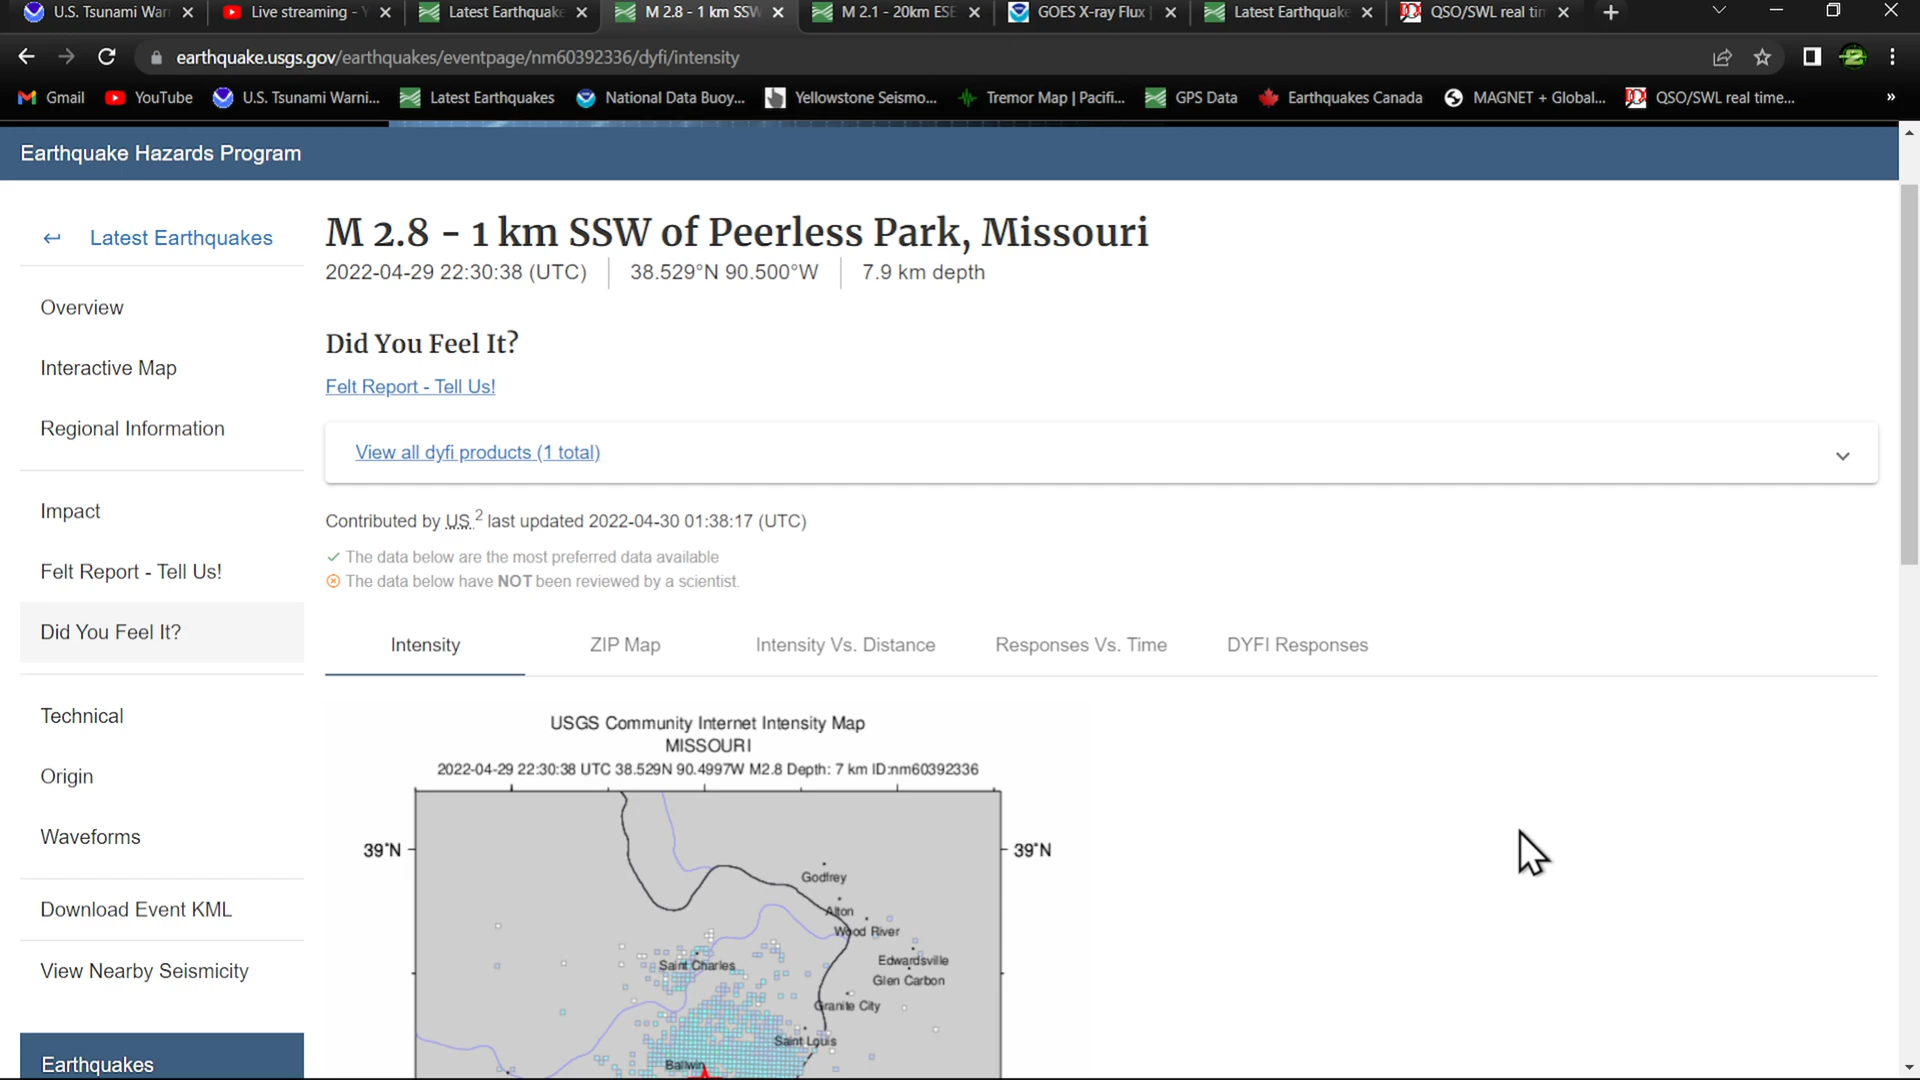 U.S. Tsunami War
Live streaming - Y
Latest Earthquake
M 2.8 - 1 km SSW
M 2.1 - 20km ESE
GOES X-ray Flux
Latest Earthquake
QSO/SWL real tim
earthquake.usgs.gov/earthquakes/eventpage/nm60392336/dyfi/intensity
Gmail
YouTube
U.S. Tsunami Warni...
Latest Earthquakes
National Data Buoy...
Yellowstone Seismo...
Tremor Map | Pacifi...
GPS Data
Earthquakes Canada
MAGNET + Global...
QSO/SWL real time...
»
Earthquake Hazards Program
Latest Earthquakes
Overview
Interactive Map
Regional Information
Impact
Felt Report - Tell Us!
Did You Feel It?
Technical
Origin
Waveforms
Download Event KML
View Nearby Seismicity
Earthquakes
M 2.8 - 1 km SSW of Peerless Park, Missouri
2022-04-29 22:30:38 (UTC)
38.529°N 90.500°W
7.9 km depth
Did You Feel It?
Felt Report - Tell Us!
View all dyfi products (1 total)
Contributed by US 2 last updated 2022-04-30 01:38:17 (UTC)
The data below are the most preferred data available
The data below have NOT been reviewed by a scientist.
Intensity
ZIP Map
Intensity Vs. Distance
Responses Vs. Time
DYFI Responses
USGS Community Internet Intensity Map
MISSOURI
2022-04-29 22:30:38 UTC 38.529N 90.4997W M2.8 Depth: 7 km ID:nm60392336
39°N
39°N
Godfrey
Alton
Wood River
Edwardsville
Saint Charles
Glen Carbon
Granite City
Saint Louis
Ballwin